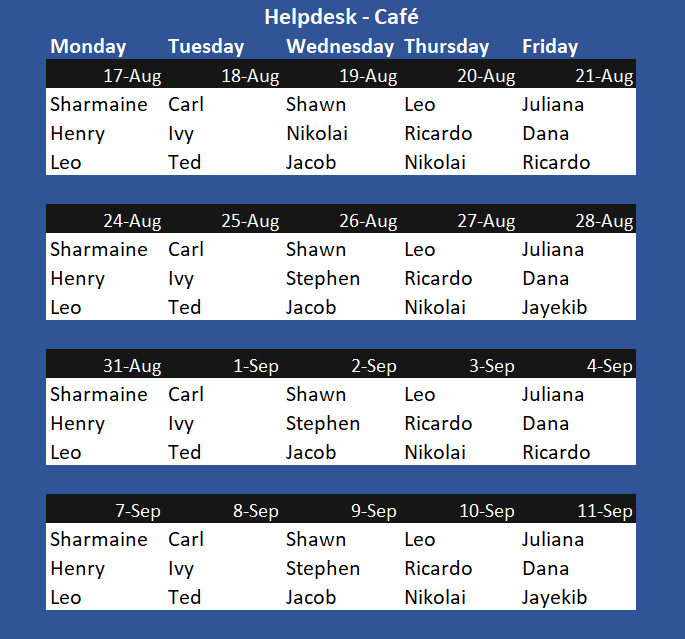 Helpdesk - Café
Monday Tuesday Wednesday Thursday Friday
17-Aug 18-Aug 19-Aug 20-Aug 21-Aug
Sharmaine Carl Shawn Leo Juliana
Henry Ivy Nikolai Ricardo Dana
Leo Ted Jacob Nikolai Ricardo
24-Aug 25-Aug 26-Aug 27-Aug 28-Aug
Sharmaine Carl Shawn Leo Juliana
Henry Ivy Stephen Ricardo Dana
Leo Ted Jacob Nikolai Jayekib
31-Aug 1-Sep 2-Sep 3-Sep 4-Sep
Sharmaine Carl Shawn Leo Juliana
Henry Ivy Stephen Ricardo Dana
Leo Ted Jacob Nikolai Ricardo
7-Sep 8-Sep 9-Sep 10-Sep 11-Sep
Sharmaine Carl Shawn Leo Juliana
Henry Ivy Stephen Ricardo Dana
Leo Ted Jacob Nikolai Jayekib